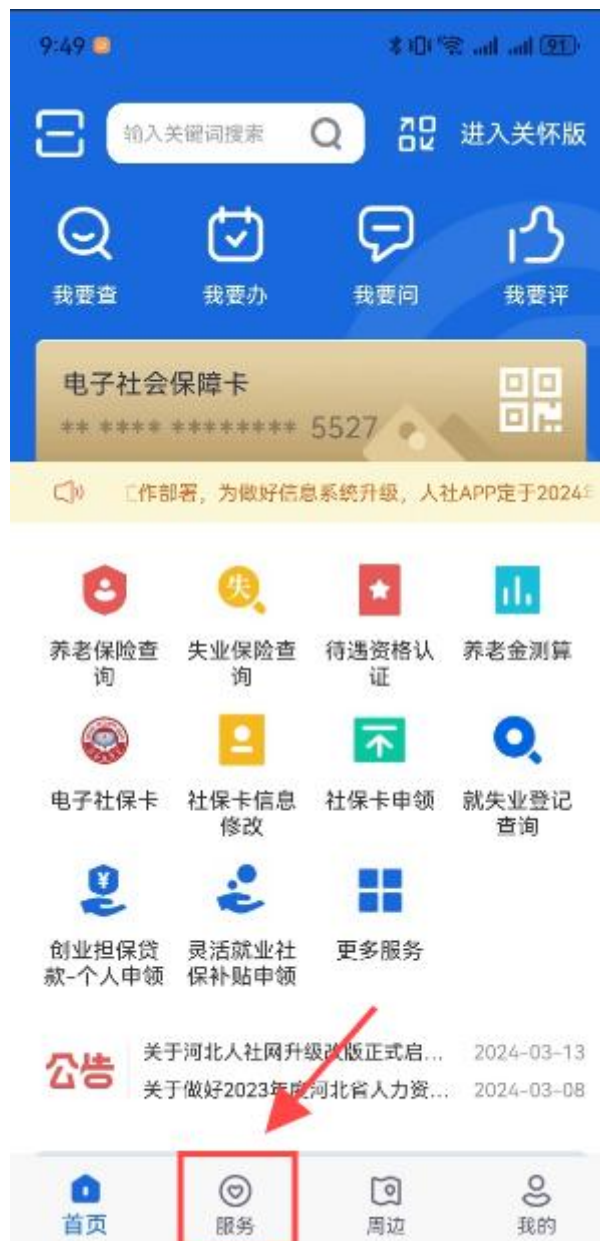 9:49 91
输入关键词搜索 进入关怀版
我要查 我要办 我要问 我要评
电子社会保障卡
** **** ******** 5527
作部署，为做好信息系统升级，人社APP定于2024
失
养老保险查询 失业保险查询 待遇资格认证 养老金测算
电子社保卡 社保卡信息修改 社保卡申领 就失业登记查询
创业担保贷款-个人申领 灵活就业社保补贴申领 更多服务
公告
关于河北人社网升级改版正式启... 2024-03-13
关于做好2023年度河北省人力资... 2024-03-08
首页 服务 周边 我的